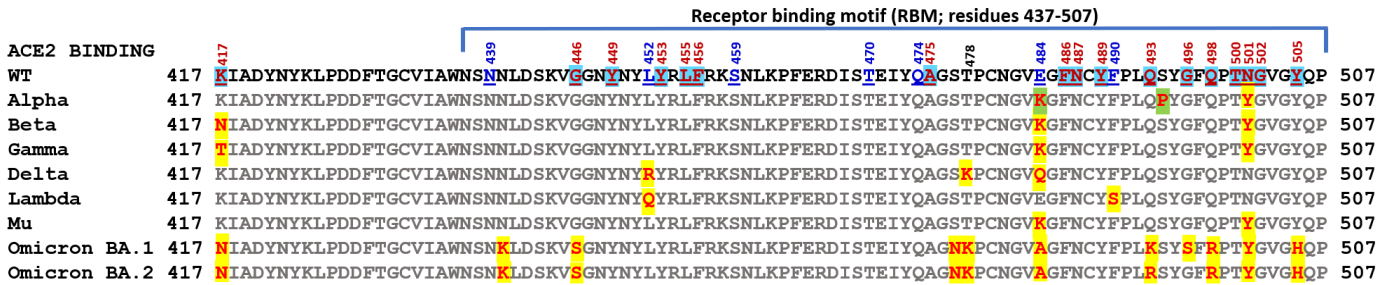 Receptor binding motif (RBM; residues 437-507)
ACE2 BINDING 417 439 446 449 452 453 455 456 459 470 474 475 478 484 486 487 489 490 493 496 498 500 501 502 505
WT 417 KIADYNYKLPDDFTGCVIAWNSNNLDSKVGGNYNYLYRLFRKSNLKPFERDISTEIYQAGSTPCNGVEGFNCYFPLQSYGFQPTNGVGYQP 507
Alpha 417 KIADYNYKLPDDFTGCVIAWNSNNLDSKVGGNYNYLYRLFRKSNLKPFERDISTEIYQAGSTPCNGVKGFNCYFPLQPYGFQPTYGVGYQP 507
Beta 417 NIADYNYKLPDDFTGCVIAWNSNNLDSKVGGNYNYLYRLFRKSNLKPFERDISTEIYQAGSTPCNGVKGFNCYFPLQSYGFQPTYGVGYQP 507
Gamma 417 TIADYNYKLPDDFTGCVIAWNSNNLDSKVGGNYNYLYRLFRKSNLKPFERDISTEIYQAGSTPCNGVKGFNCYFPLQSYGFQPTYGVGYQP 507
Delta 417 KIADYNYKLPDDFTGCVIAWNSNNLDSKVGGNYNYRYRLFRKSNLKPFERDISTEIYQAGSKPCNGVQGFNCYFPLQSYGFQPTNGVGYQP 507
Lambda 417 KIADYNYKLPDDFTGCVIAWNSNNLDSKVGGNYNYQYRLFRKSNLKPFERDISTEIYQAGSTPCNGVEGFNCYSPLQSYGFQPTNGVGYQP 507
Mu 417 KIADYNYKLPDDFTGCVIAWNSNNLDSKVGGNYNYLYRLFRKSNLKPFERDISTEIYQAGSTPCNGVKGFNCYFPLQSYGFQPTYGVGYQP 507
Omicron BA.1 417 NIADYNYKLPDDFTGCVIAWNSNKLDSKVSGNYNYLYRLFRKSNLKPFERDISTEIYQAGNKPCNGVAGFNCYFPLKSYSFRPTYGVGHQP 507
Omicron BA.2 417 NIADYNYKLPDDFTGCVIAWNSNKLDSKVSGNYNYLYRLFRKSNLKPFERDISTEIYQAGNKPCNGVAGFNCYFPLRSYGFRPTYGVGHQP 507